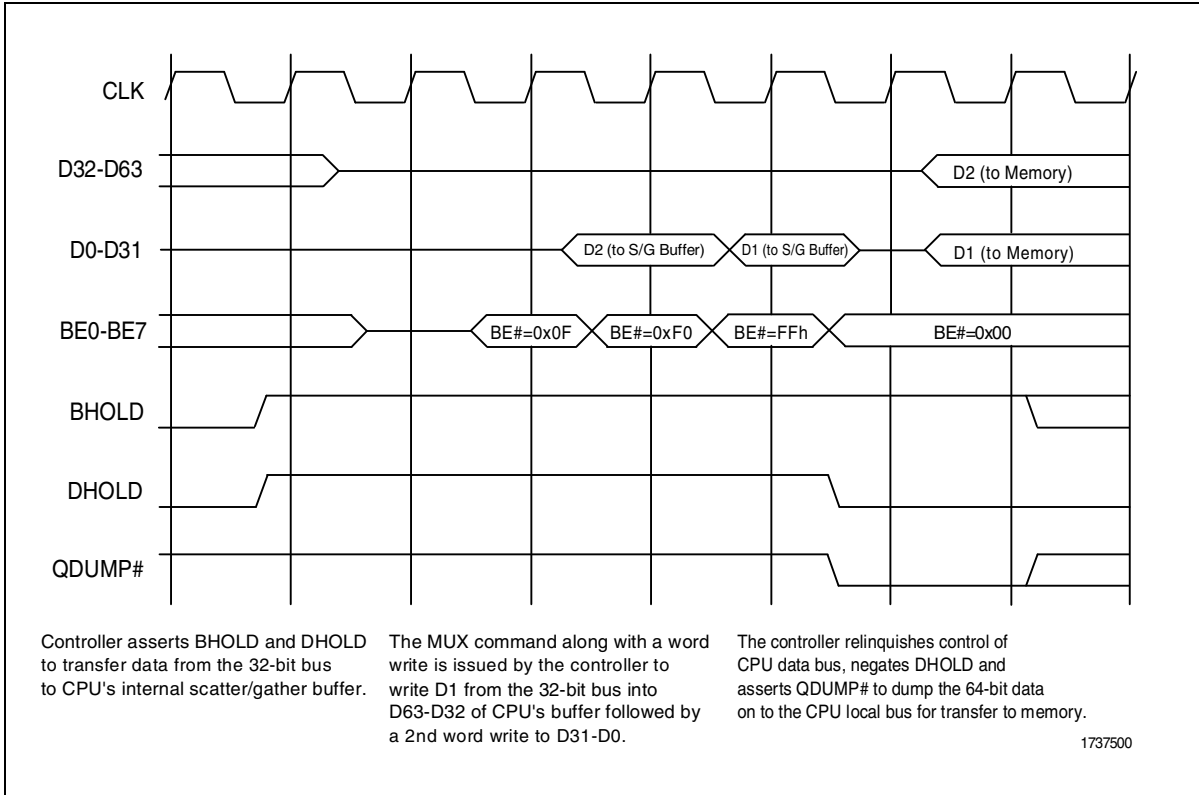 CLK
D32-D63
D2 (to Memory)
D0-D31
D2 (to S/G Buffer)
D1 (to S/G Buffer)
D1 (to Memory)
BE0-BE7
BE#=0x0F
BE#=0xF0
BE#=FFh
BE#=0x00
BHOLD
DHOLD
QDUMP#
Controller asserts BHOLD and DHOLD
to transfer data from the 32-bit bus
to CPU's internal scatter/gather buffer.
The MUX command along with a word
write is issued by the controller to
write D1 from the 32-bit bus into
D63-D32 of CPU's buffer followed by
a 2nd word write to D31-D0.
The controller relinquishes control of
CPU data bus, negates DHOLD and
asserts QDUMP# to dump the 64-bit data
on to the CPU local bus for transfer to memory.
1737500